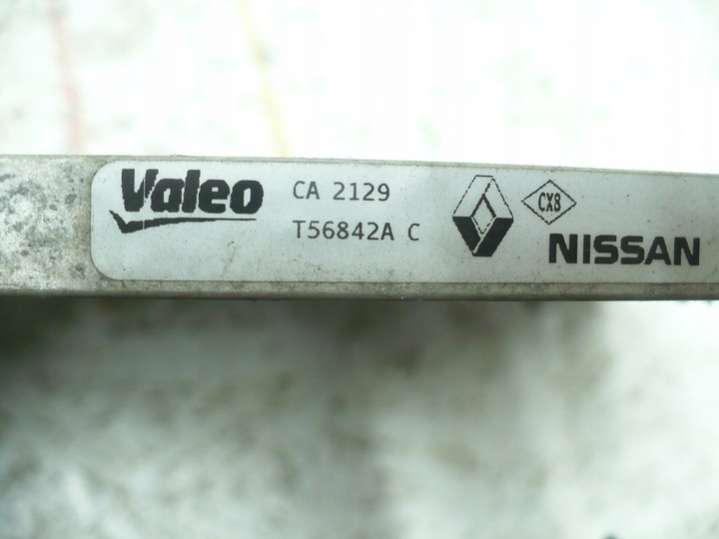 Valeo CA 2129
T56842A C
CX8
NISSAN